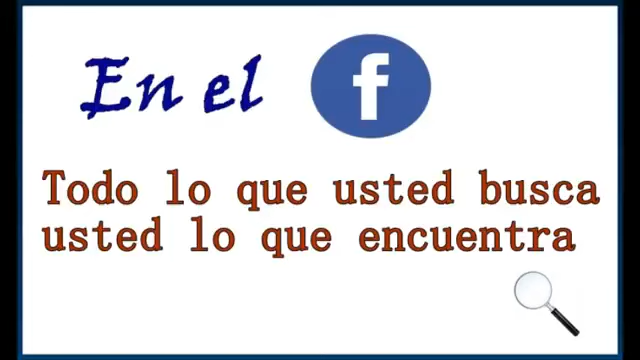 En el f
Todo lo que usted busca
usted lo que encuentra